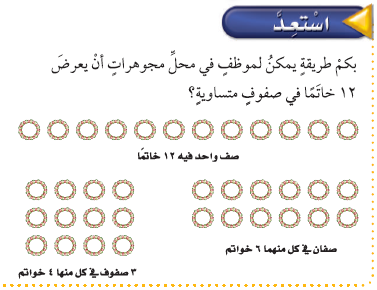 اسْتَعِدَّ
بكمْ طريقةٍ يمكنُ لموظفٍ في محلِّ مجوهراتٍ أنْ يعرضَ
١٢ خاتَمًا في صفوفٍ متساويةٍ؟
صف واحد فيه ١٢ خاتمًا
صفان في كل منهما ٦ خواتم
٣ صفوف في كل منها ٤ خواتم